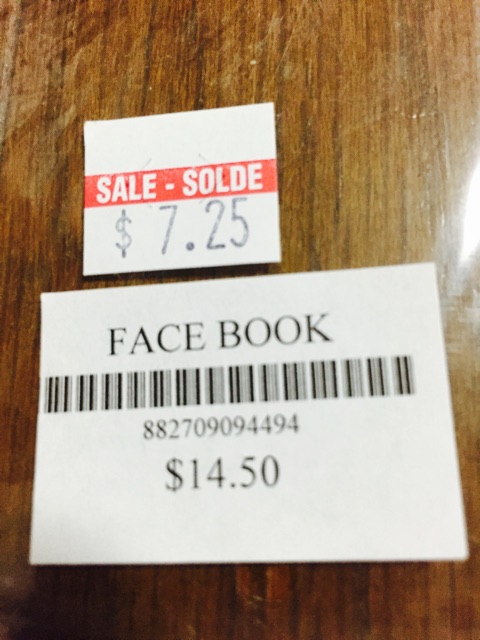 SALE - SOLDE
$ 7.25
FACE BOOK
882709094494
$14.50